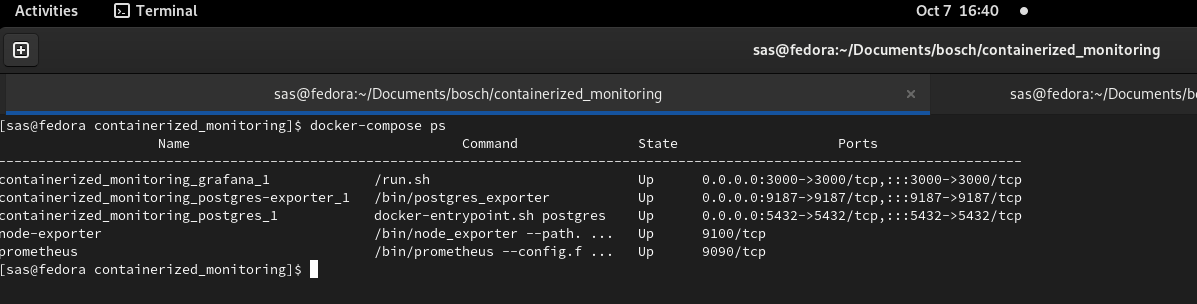 Activities Terminal Oct 7 16:40
sas@fedora:~/Documents/bosch/containerized_monitoring
sas@fedora:~/Documents/bosch/containerized_monitoring × sas@fedora:~/Documents/b
[sas@fedora containerized_monitoring]$ docker-compose ps
Name Command State Ports
--------------------------------------------------------------------------------------------------------------------------------
containerized_monitoring_grafana_1 /run.sh Up 0.0.0.0:3000->3000/tcp,:::3000->3000/tcp
containerized_monitoring_postgres-exporter_1 /bin/postgres_exporter Up 0.0.0.0:9187->9187/tcp,:::9187->9187/tcp
containerized_monitoring_postgres_1 docker-entrypoint.sh postgres Up 0.0.0.0:5432->5432/tcp,:::5432->5432/tcp
node-exporter /bin/node_exporter --path. ... Up 9100/tcp
prometheus /bin/prometheus --config.f ... Up 9090/tcp
[sas@fedora containerized_monitoring]$